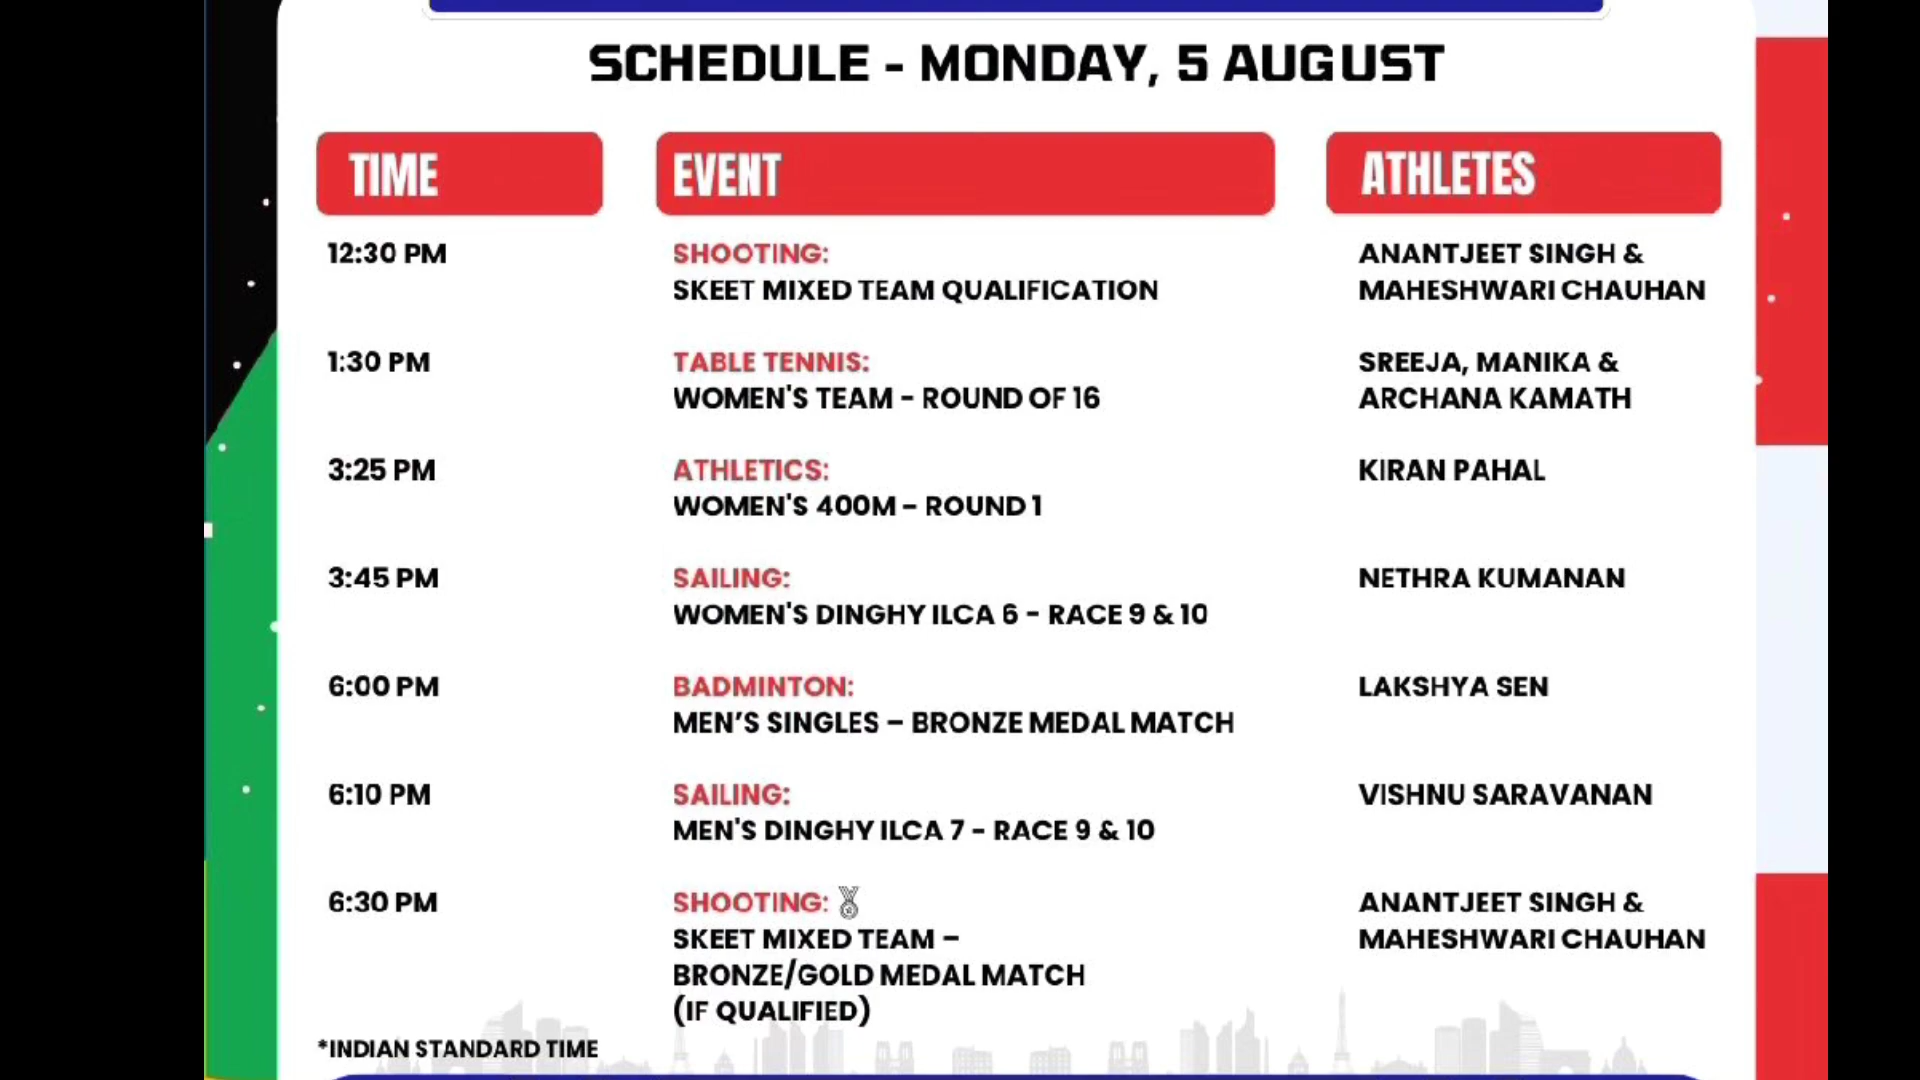 SCHEDULE - MONDAY, 5 AUGUST
TIME EVENT ATHLETES
12:30 PM SHOOTING: ANANTJEET SINGH &
SKEET MIXED TEAM QUALIFICATION MAHESHWARI CHAUHAN
1:30 PM TABLE TENNIS: SREEJA, MANIKA &
WOMEN'S TEAM - ROUND OF 16 ARCHANA KAMATH
3:25 PM ATHLETICS: KIRAN PAHAL
WOMEN'S 400M - ROUND 1
3:45 PM SAILING: NETHRA KUMANAN
WOMEN'S DINGHY ILCA 6 - RACE 9 & 10
6:00 PM BADMINTON: LAKSHYA SEN
MEN’S SINGLES – BRONZE MEDAL MATCH
6:10 PM SAILING: VISHNU SARAVANAN
MEN'S DINGHY ILCA 7 - RACE 9 & 10
6:30 PM SHOOTING: ANANTJEET SINGH &
SKEET MIXED TEAM – MAHESHWARI CHAUHAN
BRONZE/GOLD MEDAL MATCH
(IF QUALIFIED)
*INDIAN STANDARD TIME